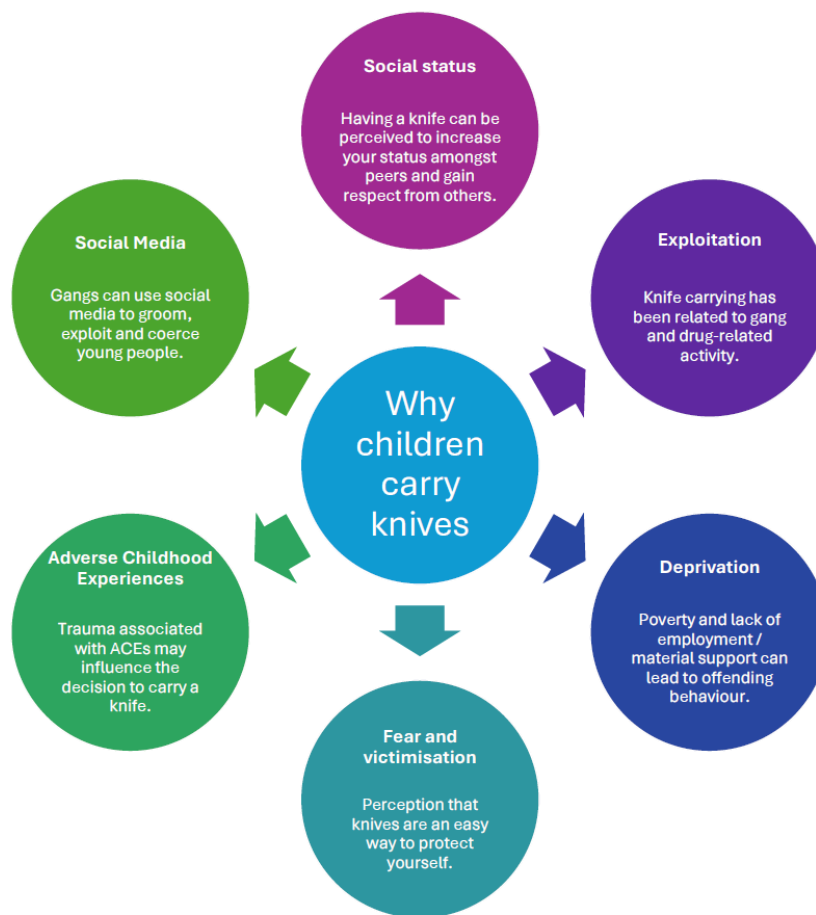 Social status
Having a knife can be
perceived to increase
your status amongst
peers and gain
respect from others.
Exploitation
Knife carrying has
been related to gang
and drug-related
activity.
Deprivation
Poverty and lack of
employment /
material support can
lead to offending
behaviour.
Fear and
victimisation
Perception that
knives are an easy
way to protect
yourself.
Adverse Childhood
Experiences
Trauma associated
with ACEs may
influence the
decision to carry a
knife.
Social Media
Gangs can use social
media to groom,
exploit and coerce
young people.
Why
children
carry
knives